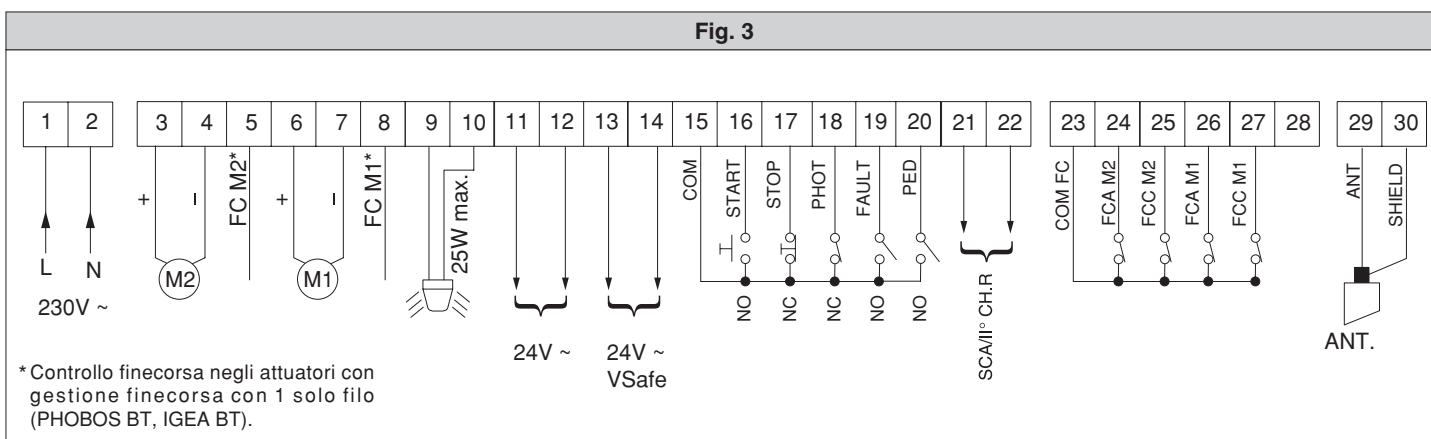 Fig. 3
1 2 3 4 5 6 7 8 9 10 11 12 13 14 15 16 17 18 19 20 21 22 23 24 25 26 27 28 29 30
+ - FC M2* + - FC M1* 25W max. COM START STOP PHOT FAULT PED COM FC FCA M2 FCC M2 FCA M1 FCC M1 ANT SHIELD
L N M2 M1
230V ~
NO NC NC NO NO SCA/II° CH.R
24V ~ 24V ~
VSafe
ANT.
* Controllo finecorsa negli attuatori con
gestione finecorsa con 1 solo filo
(PHOBOS BT, IGEA BT).